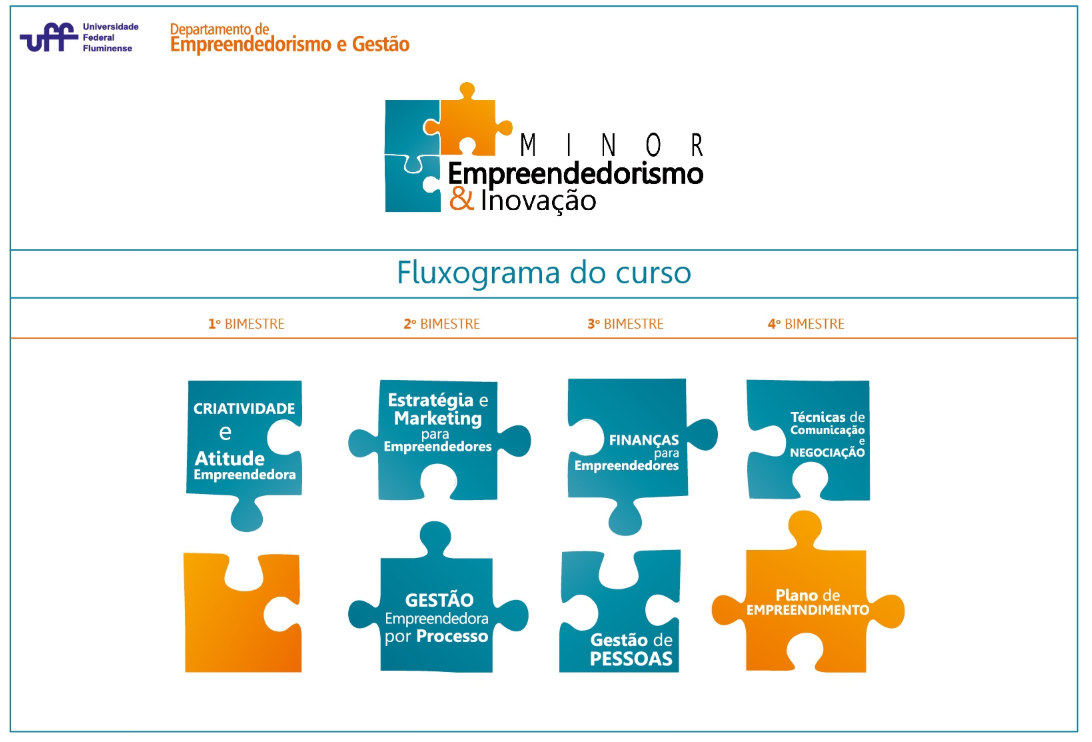 uff
Universidade
Federal
Fluminense
Departamento de
Empreendedorismo e Gestão
MINOR
Empreendedorismo
& Inovação
Fluxograma do curso
1º BIMESTRE
2º BIMESTRE
3º BIMESTRE
4º BIMESTRE
CRIATIVIDADE
e
Atitude
Empreendedora
Estratégia e
Marketing
para
Empreendedores
FINANÇAS
para
Empreendedores
Técnicas de
Comunicação
e
NEGOCIAÇÃO
GESTÃO
Empreendedora
por Processo
Gestão de
PESSOAS
Plano de
EMPREENDIMENTO